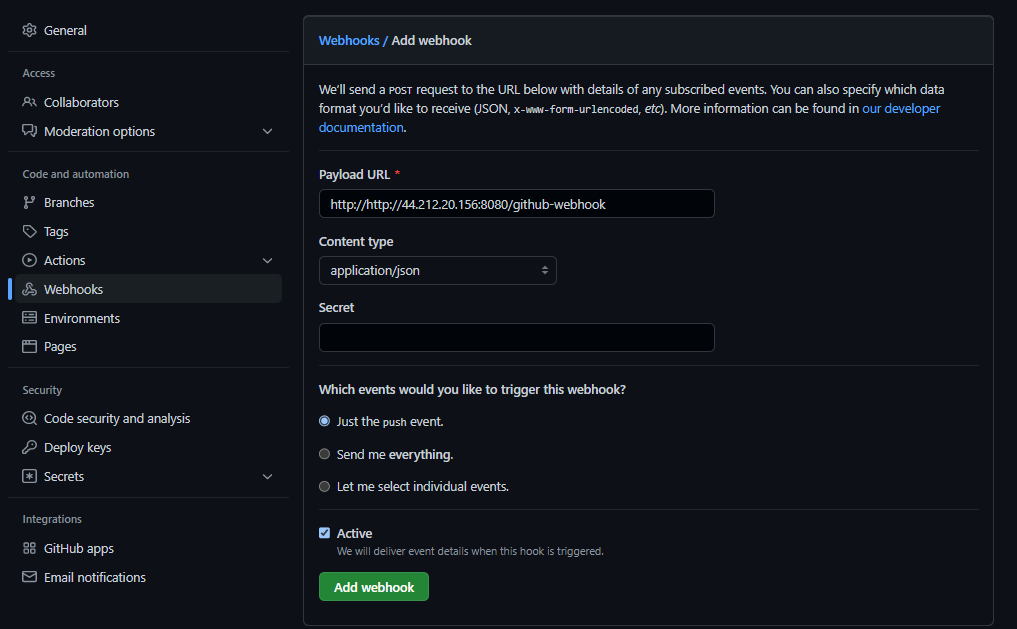 General
Access
Collaborators
Moderation options
Code and automation
Branches
Tags
Actions
Webhooks
Environments
Pages
Security
Code security and analysis
Deploy keys
Secrets
Integrations
GitHub apps
Email notifications
Webhooks / Add webhook
We'll send a POST request to the URL below with details of any subscribed events. You can also specify which data
format you'd like to receive (JSON, x-www-form-urlencoded, etc). More information can be found in our developer
documentation.
Payload URL *
http://http://44.212.20.156:8080/github-webhook
Content type
application/json
Secret
Which events would you like to trigger this webhook?
Just the push event.
Send me everything.
Let me select individual events.
Active
We will deliver event details when this hook is triggered.
Add webhook